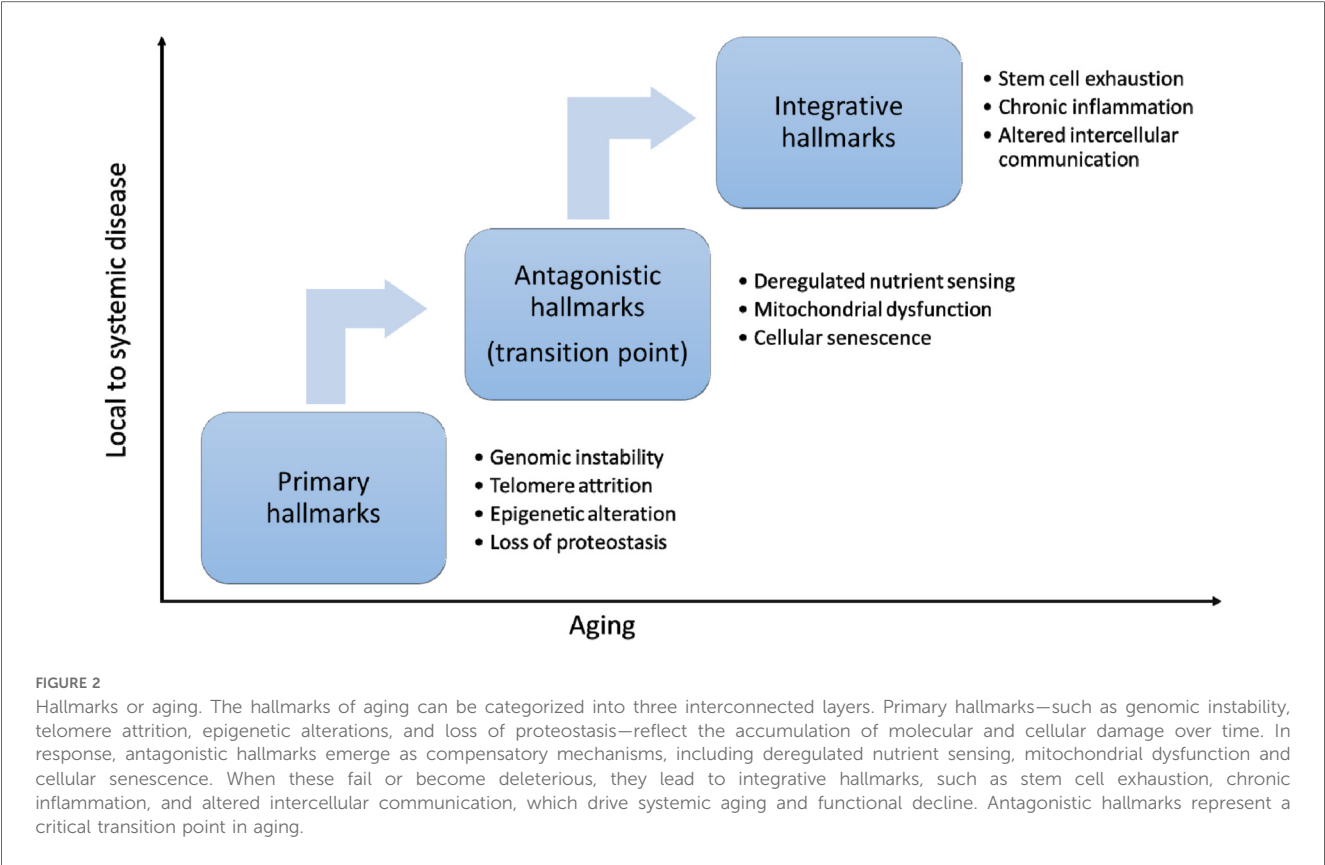 Integrative
hallmarks
• Stem cell exhaustion
• Chronic inflammation
• Altered intercellular
communication
Antagonistic
hallmarks
(transition point)
• Deregulated nutrient sensing
• Mitochondrial dysfunction
• Cellular senescence
Primary
hallmarks
• Genomic instability
• Telomere attrition
• Epigenetic alteration
• Loss of proteostasis
Local to systemic disease
Aging
FIGURE 2
Hallmarks or aging. The hallmarks of aging can be categorized into three interconnected layers. Primary hallmarks—such as genomic instability,
telomere attrition, epigenetic alterations, and loss of proteostasis—reflect the accumulation of molecular and cellular damage over time. In
response, antagonistic hallmarks emerge as compensatory mechanisms, including deregulated nutrient sensing, mitochondrial dysfunction and
cellular senescence. When these fail or become deleterious, they lead to integrative hallmarks, such as stem cell exhaustion, chronic
inflammation, and altered intercellular communication, which drive systemic aging and functional decline. Antagonistic hallmarks represent a
critical transition point in aging.